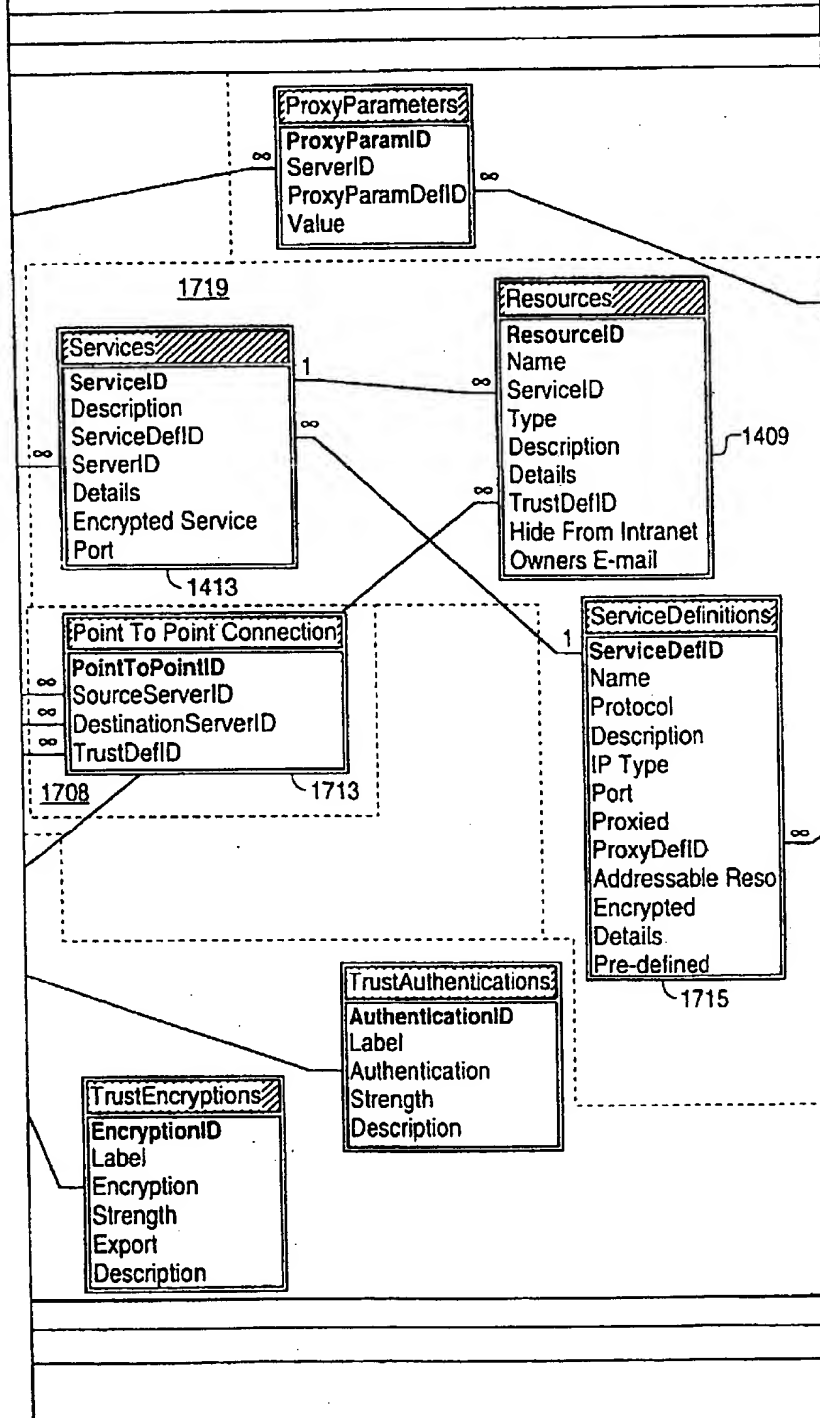 ProxyParameters
ProxyParamID
∞
ServerID
∞
ProxyParamDefID
Value
1719
Resources
Services
ResourceID
Name
ServiceID
1
∞
ServiceID
Description
Type
ServiceDefID
∞
Description
1409
∞
ServerID
Details
Details
∞
TrustDefID
Encrypted Service
Hide From Intranet
Port
Owners E-mail
1413
ServiceDefinitions
Point To Point Connection
1
ServiceDefID
PointToPointID
Name
∞
SourceServerID
Protocol
∞
DestinationServerID
Description
∞
TrustDefID
IP Type
1708
1713
Port
Proxied
∞
ProxyDefID
Addressable Reso
Encrypted
Details
Pre-defined
1715
TrustAuthentications
AuthenticationID
Label
Authentication
Strength
Description
TrustEncryptions
EncryptionID
Label
Encryption
Strength
Export
Description